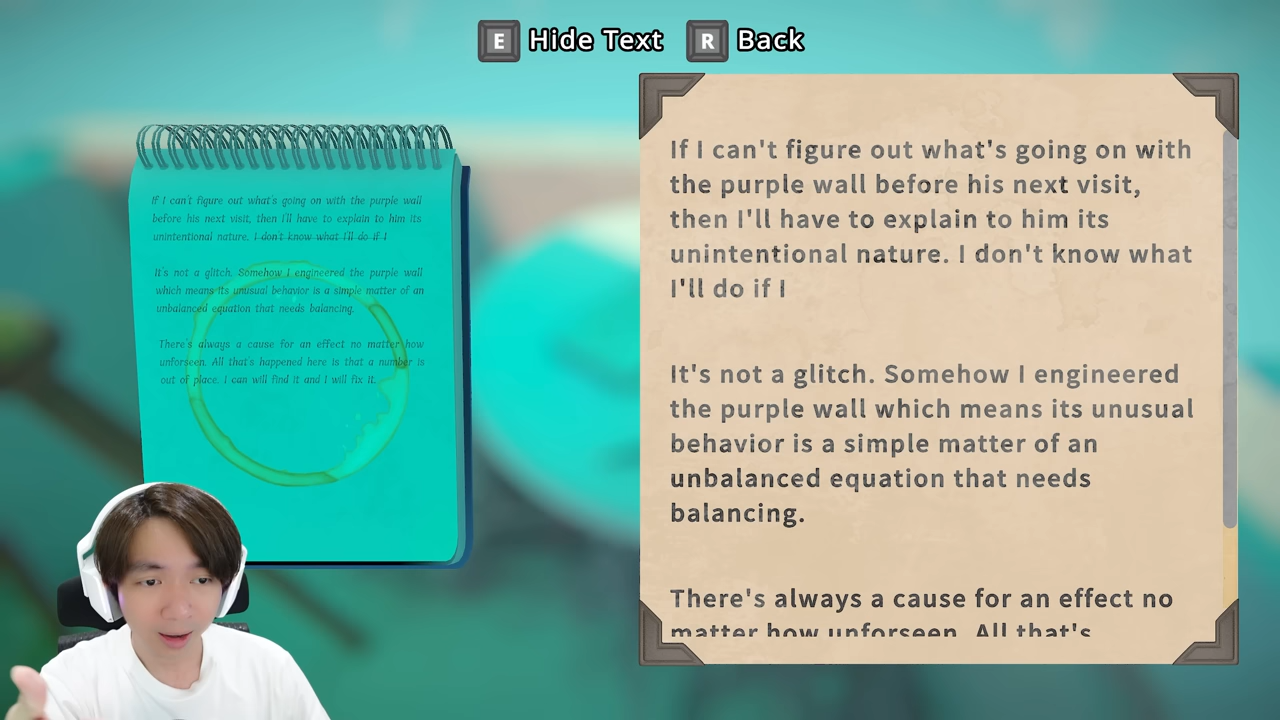 E Hide Text R Back
If I can't figure out what's going on with the purple wall
before his next visit, then I'll have to explain to him its
unintentional nature. I don't know what I'll do if I
It's not a glitch. Somehow I engineered the purple wall
which means its unusual behavior is a simple matter of an
unbalanced equation that needs balancing.
There's always a cause for an effect no matter how
unforseen. All that's happened here is that a number is
out of place. I can will find it and I will fix it.
If I can't figure out what's going on with
the purple wall before his next visit,
then I'll have to explain to him its
unintentional nature. I don't know what
I'll do if I
It's not a glitch. Somehow I engineered
the purple wall which means its unusual
behavior is a simple matter of an
unbalanced equation that needs
balancing.
There's always a cause for an effect no
matter how unforseen. All that's